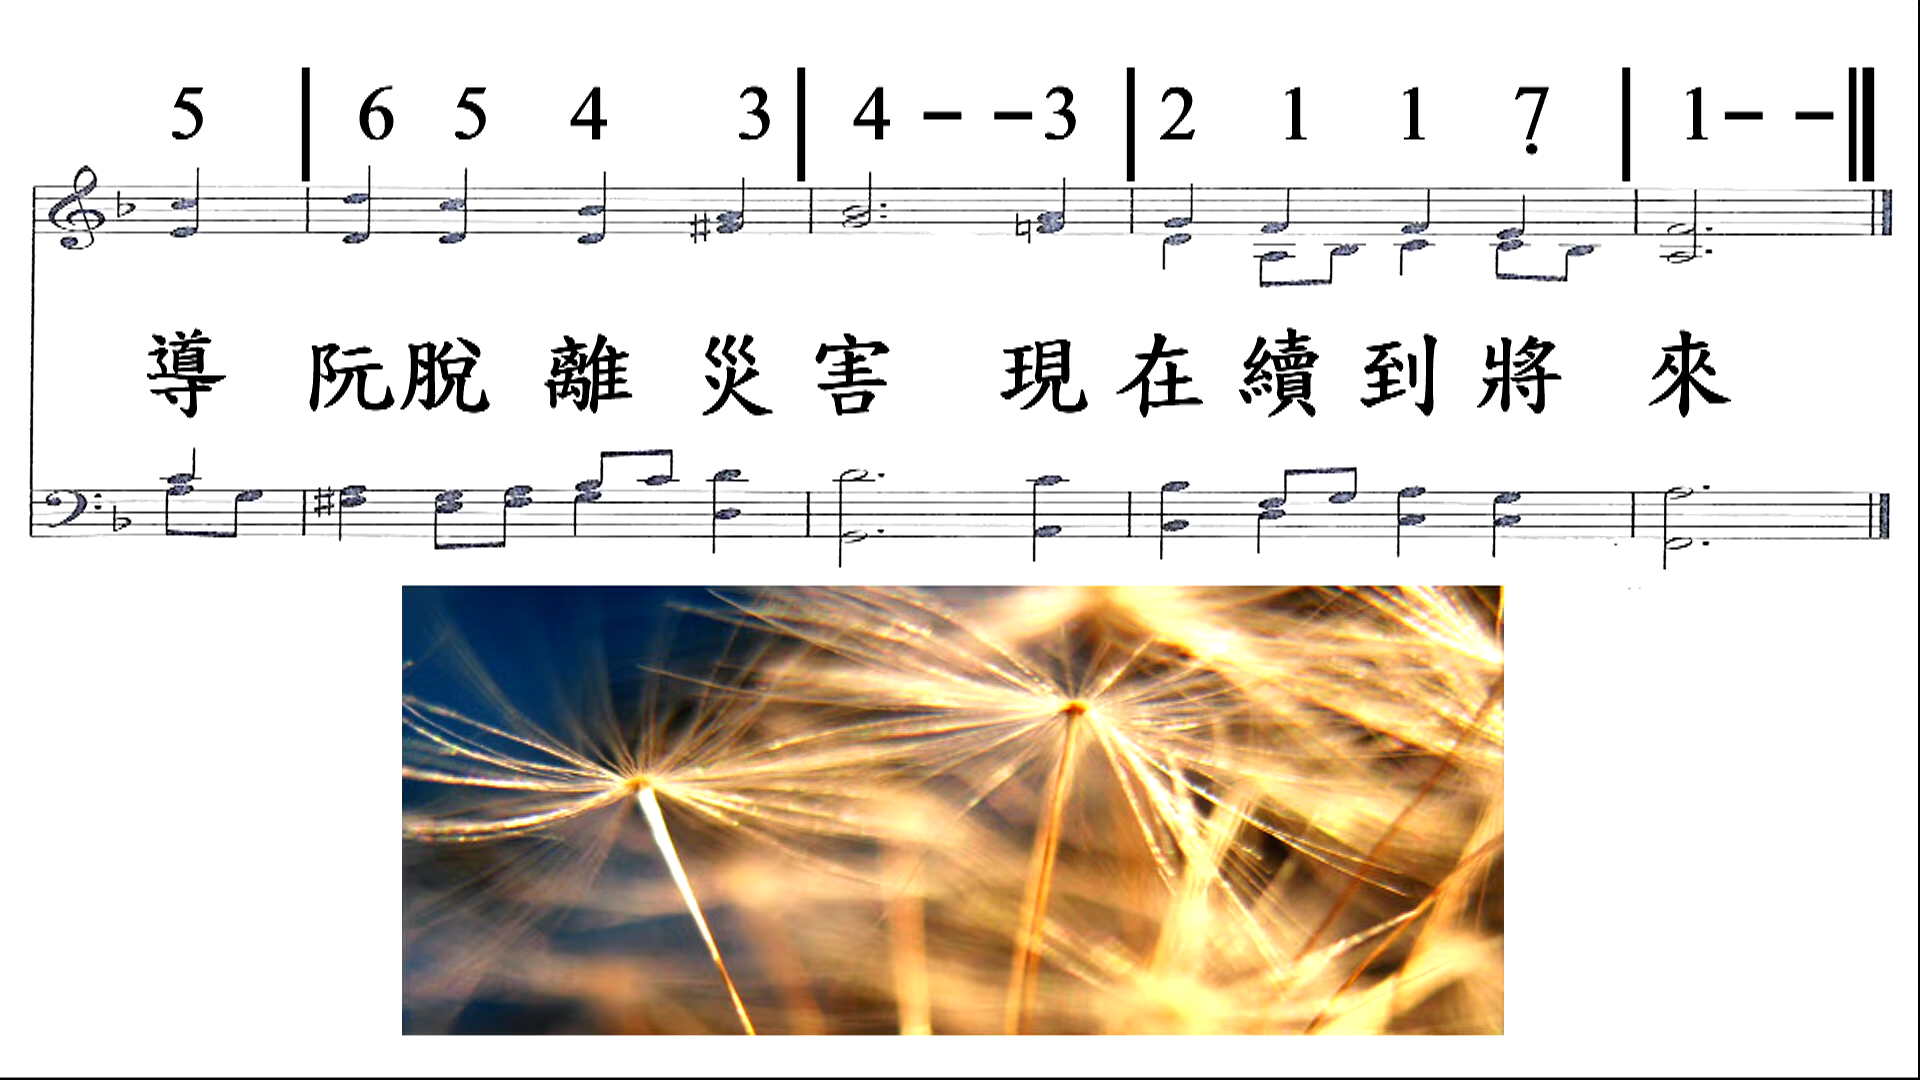 5 | 6 5 4 3 | 4 – – 3 | 2 1 1 7̣ | 1 – – ‖
導 阮脫 離 災 害 現 在 續 到 將 來